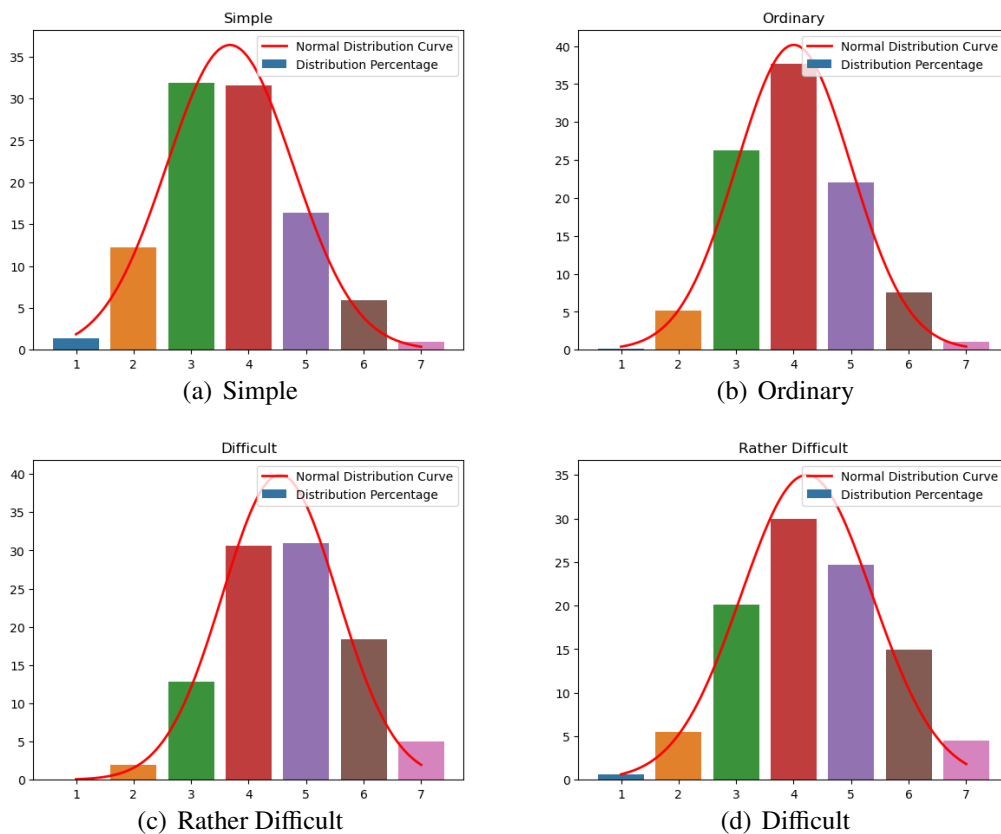 Simple
Normal Distribution Curve
Distribution Percentage
35
30
25
20
15
10
5
0
1 2 3 4 5 6 7
(a) Simple
Ordinary
Normal Distribution Curve
Distribution Percentage
40
35
30
25
20
15
10
5
0
1 2 3 4 5 6 7
(b) Ordinary
Difficult
Normal Distribution Curve
Distribution Percentage
40
35
30
25
20
15
10
5
0
1 2 3 4 5 6 7
(c) Rather Difficult
Rather Difficult
Normal Distribution Curve
Distribution Percentage
35
30
25
20
15
10
5
0
1 2 3 4 5 6 7
(d) Difficult